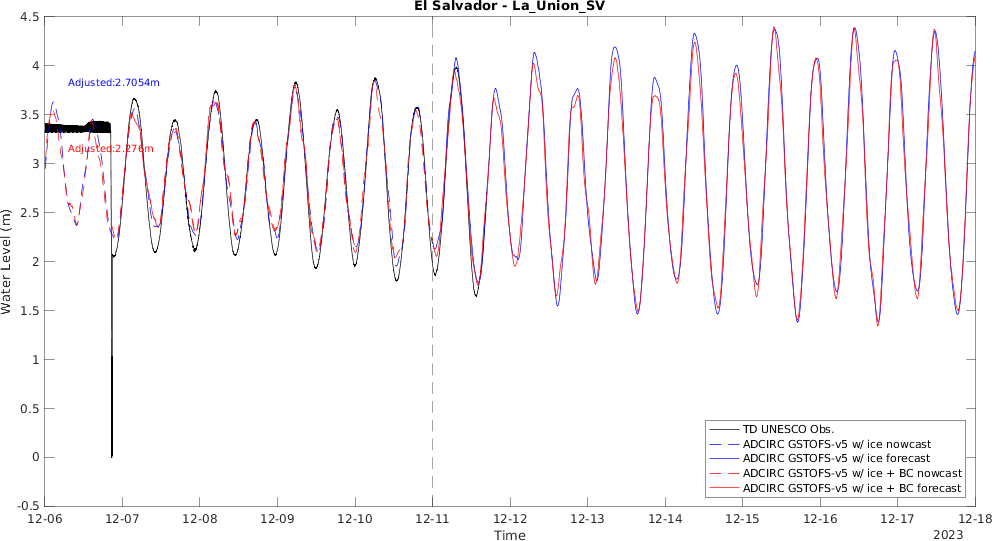 El Salvador - La_Union_SV
4.5
4
3.5
3
2.5
2
1.5
1
0.5
0
-0.5
Water Level (m)
Adjusted:2.7054m
Adjusted:2.276m
TD UNESCO Obs.
ADCIRC GSTOFS-v5 w/ ice nowcast
ADCIRC GSTOFS-v5 w/ ice forecast
ADCIRC GSTOFS-v5 w/ ice + BC nowcast
ADCIRC GSTOFS-v5 w/ ice + BC forecast
12-06 12-07 12-08 12-09 12-10 12-11 12-12 12-13 12-14 12-15 12-16 12-17 12-18
Time
2023